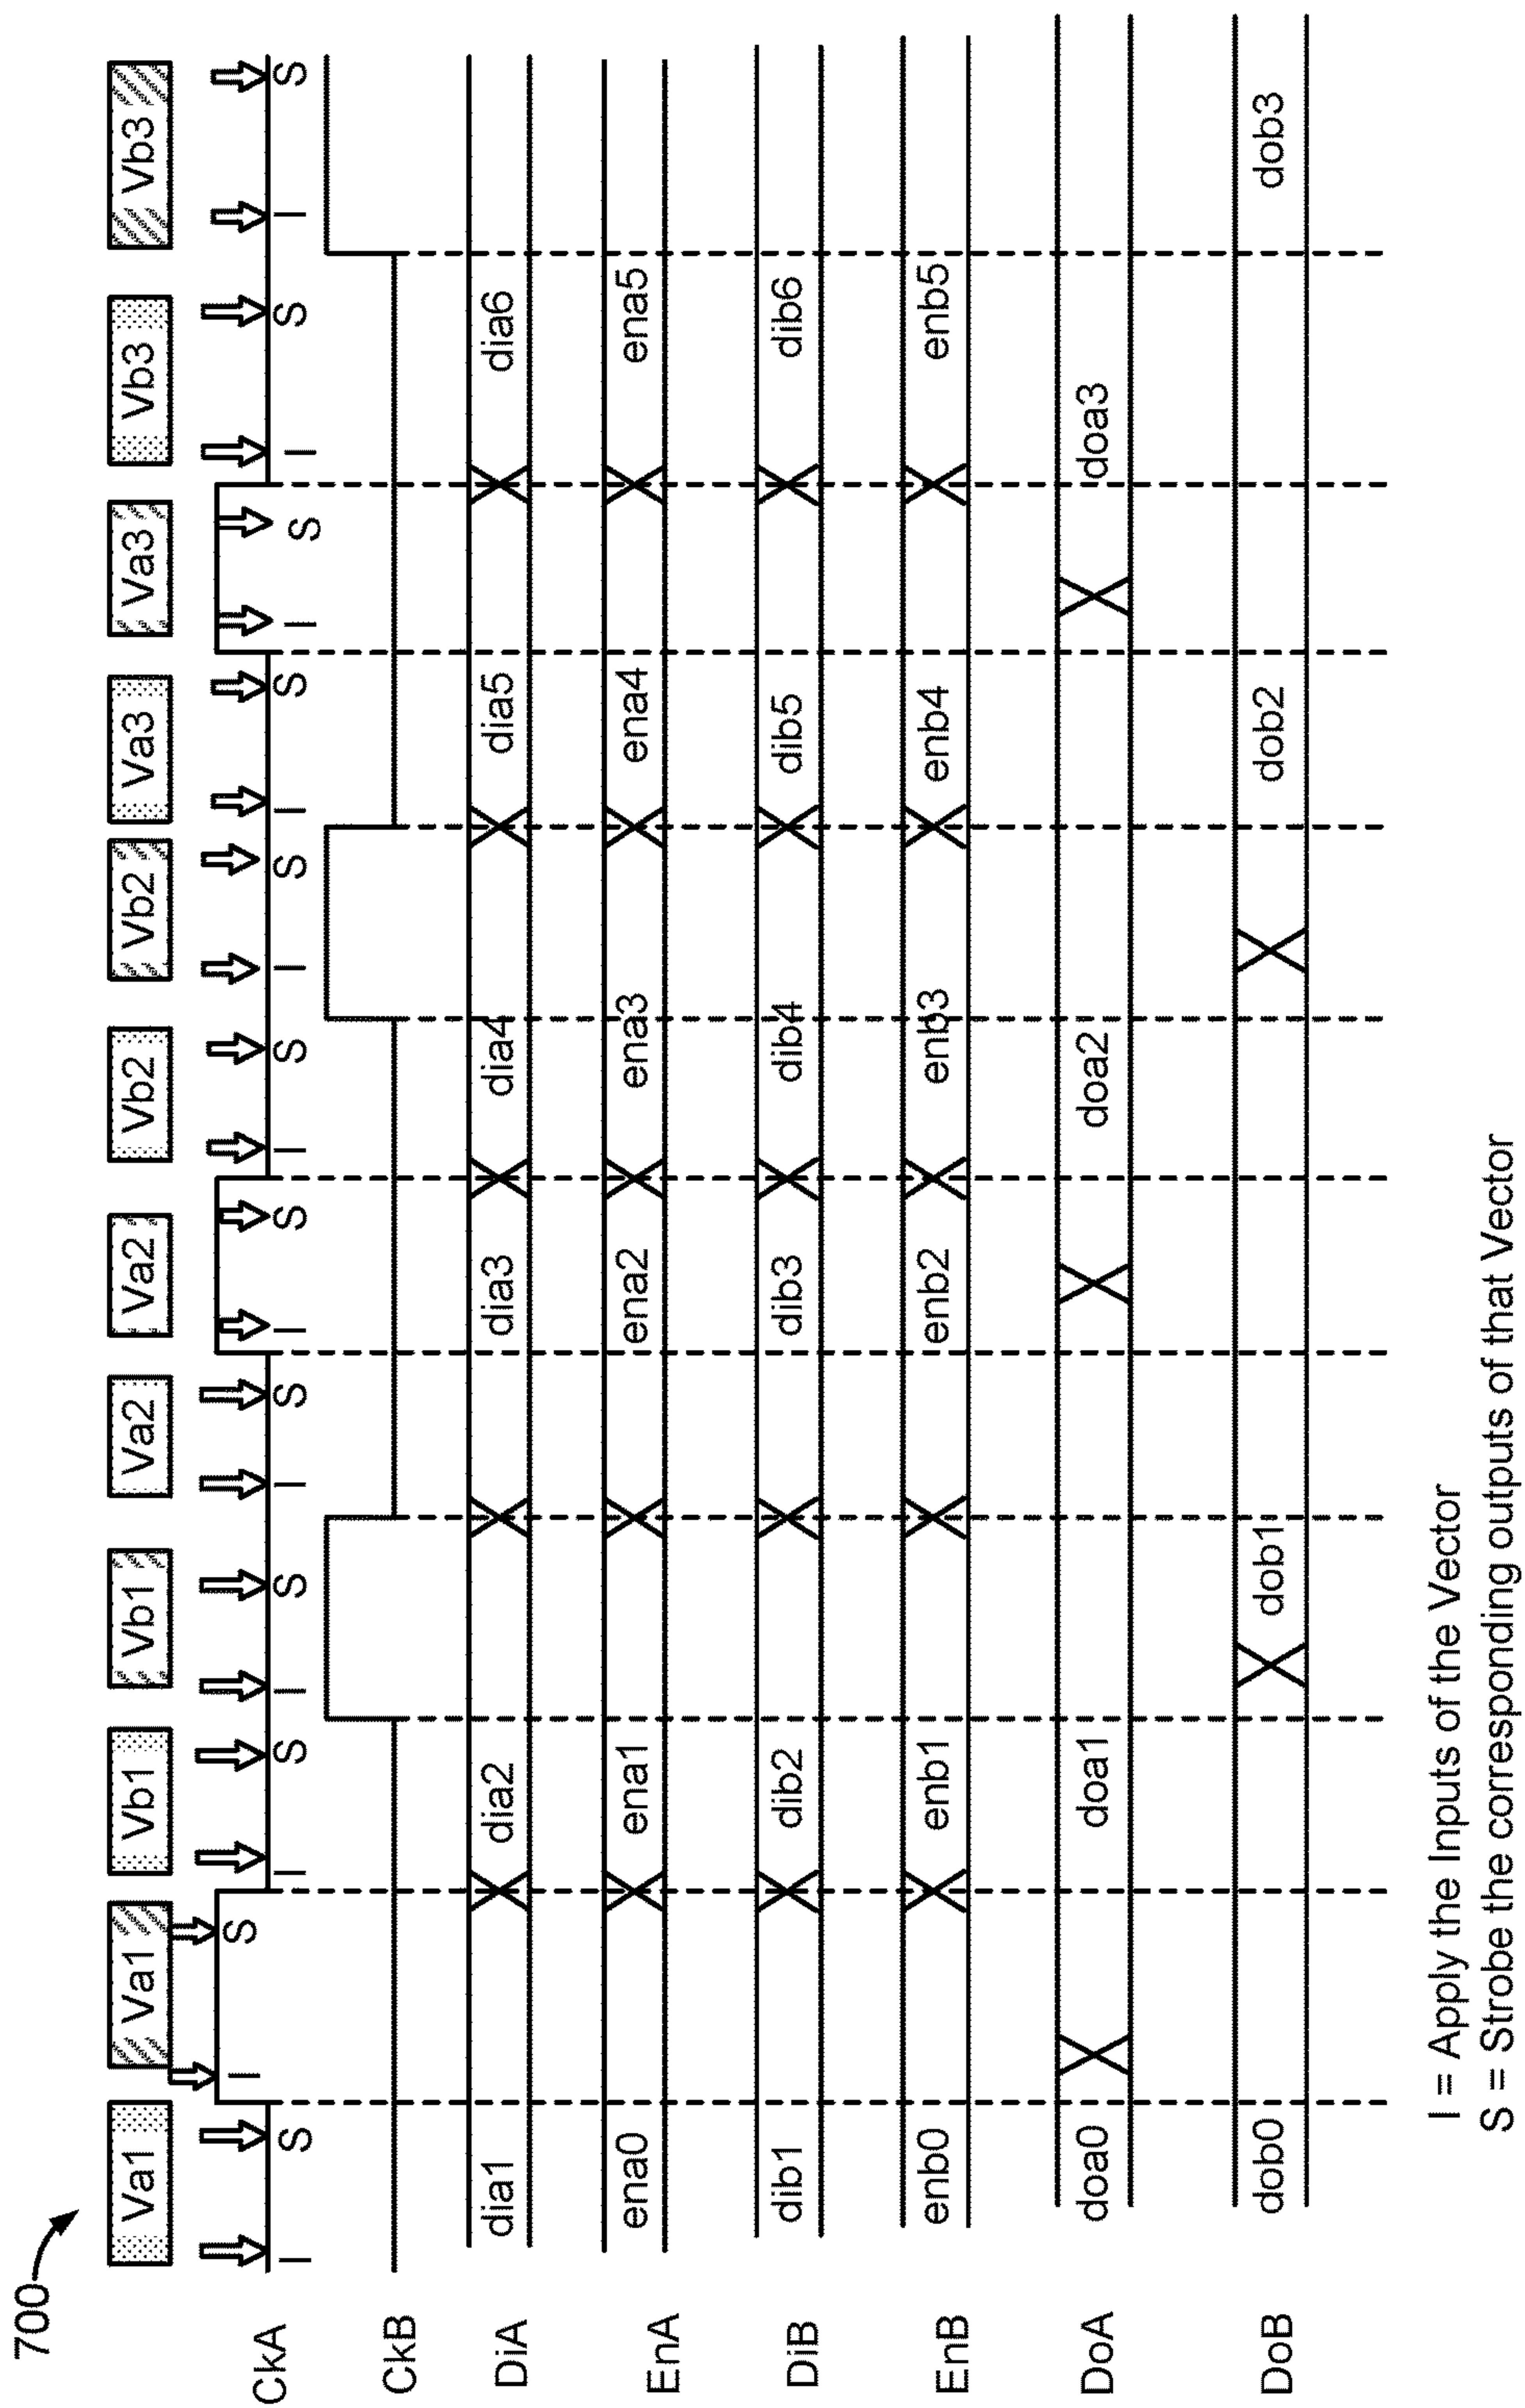 700
Va1 Va1 Vb1 Vb1 Va2 Va2 Vb2 Vb2 Va3 Va3 Vb3 Vb3
CkA I S I S I S I S I S I S I S I S I S I S I S I S
CkB
DiA dia1 dia2 dia3 dia4 dia5 dia6
EnA ena0 ena1 ena2 ena3 ena4 ena5
DiB dib1 dib2 dib3 dib4 dib5 dib6
EnB enb0 enb1 enb2 enb3 enb4 enb5
DoA doa0 doa1 doa2 doa3
DoB dob0 dob1 dob2 dob3
I = Apply the Inputs of the Vector
S = Strobe the corresponding outputs of that Vector